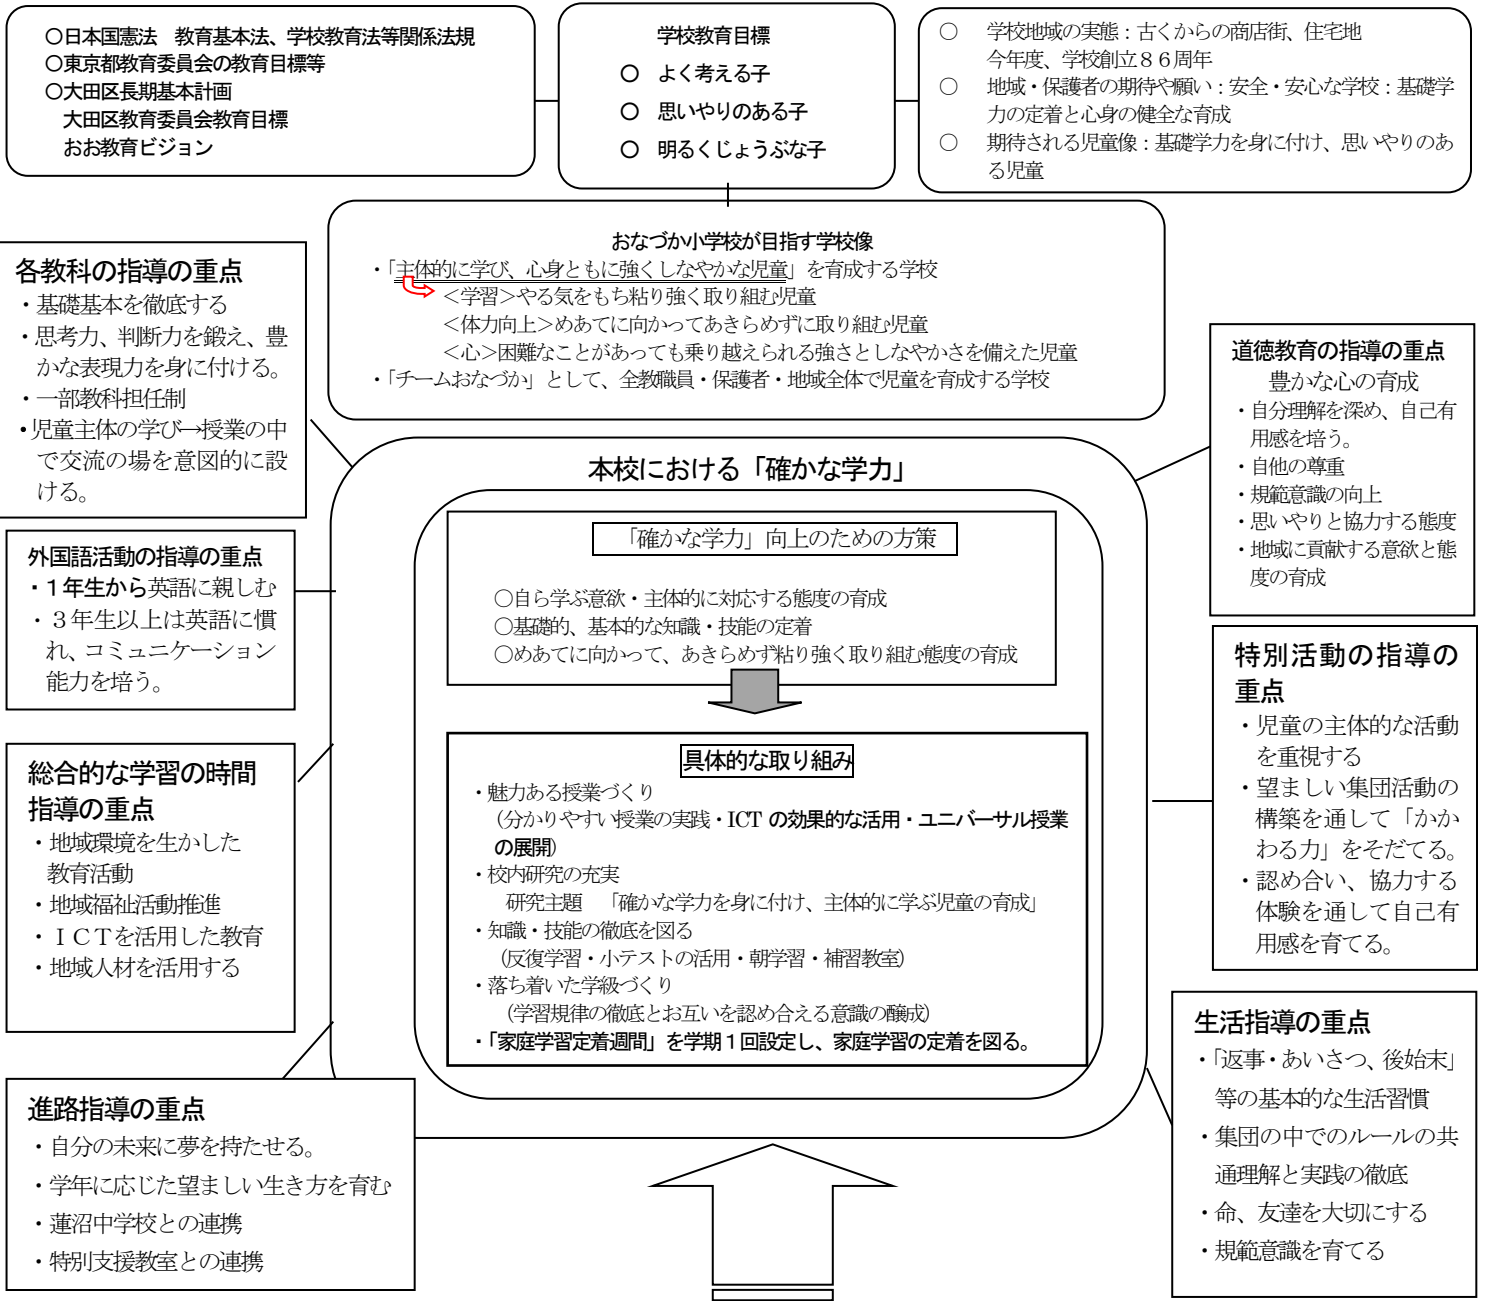 ○日本国憲法　教育基本法、学校教育法等関係法規
○東京都教育委員会の教育目標等
○大田区長期基本計画
大田区教育委員会教育目標
おお教育ビジョン
学校教育目標
○　よく考える子
○　思いやりのある子
○　明るくじょうぶな子
○　学校地域の実態：古くからの商店街、住宅地
今年度、学校創立８６周年
○　地域・保護者の期待や願い：安全・安心な学校：基礎学
力の定着と心身の健全な育成
○　期待される児童像：基礎学力を身に付け、思いやりのあ
る児童
おなづか小学校が目指す学校像
・「主体的に学び、心身ともに強くしなやかな児童」を育成する学校
＜学習＞やる気をもち粘り強く取り組む児童
＜体力向上＞めあてに向かってあきらめずに取り組む児童
＜心＞困難なことがあっても乗り越えられる強さとしなやかさを備えた児童
・「チームおなづか」として、全教職員・保護者・地域全体で児童を育成する学校
各教科の指導の重点
・基礎基本を徹底する
・思考力、判断力を鍛え、豊
かな表現力を身に付ける。
・一部教科担任制
・児童主体の学び→授業の中
で交流の場を意図的に設
ける。
外国語活動の指導の重点
・１年生から英語に親しむ
・３年生以上は英語に慣
れ、コミュニケーション
能力を培う。
総合的な学習の時間
指導の重点
・地域環境を生かした
教育活動
・地域福祉活動推進
・ＩＣＴを活用した教育
・地域人材を活用する
進路指導の重点
・自分の未来に夢を持たせる。
・学年に応じた望ましい生き方を育む
・蓮沼中学校との連携
・特別支援教室との連携
本校における「確かな学力」
「確かな学力」向上のための方策
○自ら学ぶ意欲・主体的に対応する態度の育成
○基礎的、基本的な知識・技能の定着
○めあてに向かって、あきらめず粘り強く取り組む態度の育成
具体的な取り組み
・魅力ある授業づくり
（分かりやすい授業の実践・ICT の効果的な活用・ユニバーサル授業
の展開）
・校内研究の充実
研究主題　「確かな学力を身に付け、主体的に学ぶ児童の育成」
・知識・技能の徹底を図る
（反復学習・小テストの活用・朝学習・補習教室）
・落ち着いた学級づくり
（学習規律の徹底とお互いを認め合える意識の醸成）
・「家庭学習定着週間」を学期１回設定し、家庭学習の定着を図る。
道徳教育の指導の重点
豊かな心の育成
・自分理解を深め、自己有
用感を培う。
・自他の尊重
・規範意識の向上
・思いやりと協力する態度
・地域に貢献する意欲と態
度の育成
特別活動の指導の
重点
・児童の主体的な活動
を重視する
・望ましい集団活動の
構築を通して「かか
わる力」をそだてる。
・認め合い、協力する
体験を通して自己有
用感を育てる。
生活指導の重点
・「返事・あいさつ、後始末」
等の基本的な生活習慣
・集団の中でのルールの共
通理解と実践の徹底
・命、友達を大切にする
・規範意識を育てる